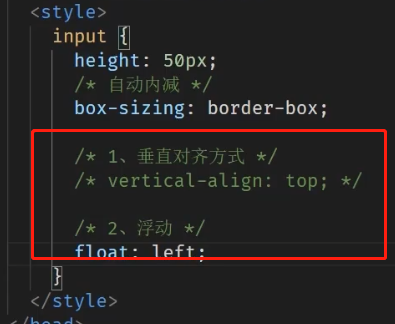 <style>
input {
height: 50px;
/* 自动内减 */
box-sizing: border-box;
/* 1、垂直对齐方式 */
/* vertical-align: top; */
/* 2、浮动 */
float: left;
}
</style>
</head>